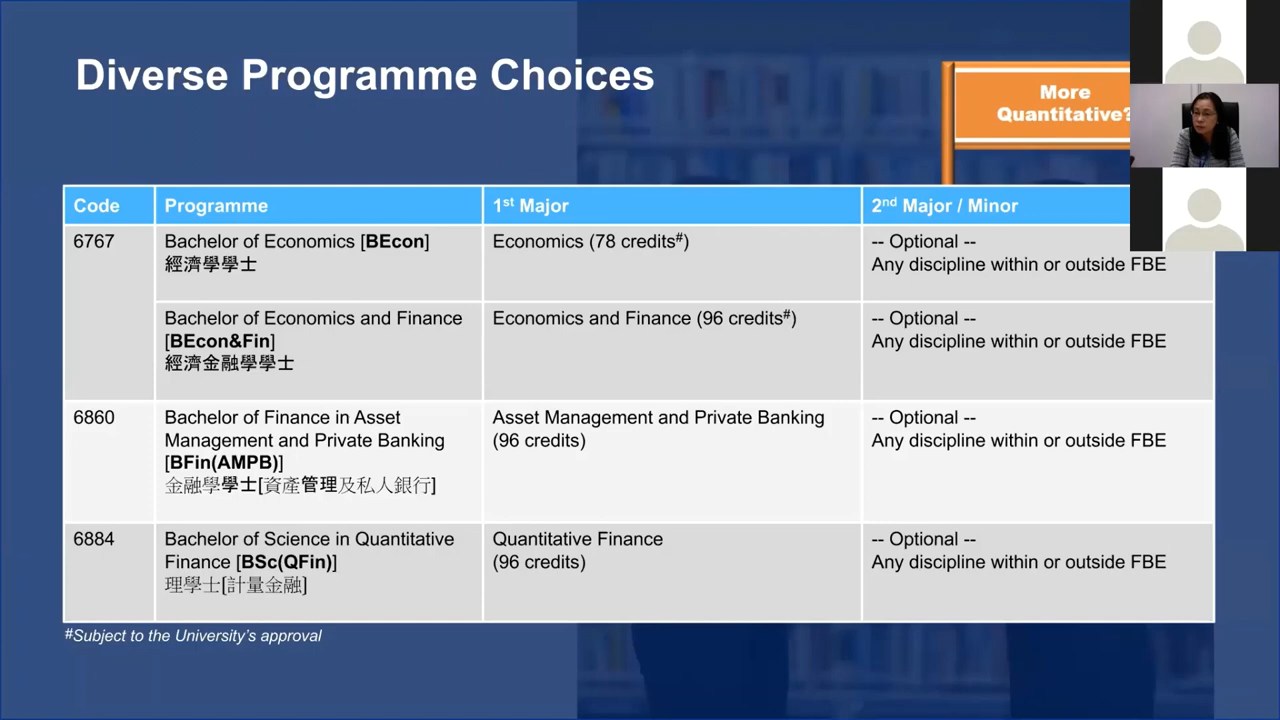 Diverse Programme Choices
More
Quantitative?
Code
Programme
1st Major
2nd Major / Minor
6767
Bachelor of Economics [BEcon]
經濟學學士
Economics (78 credits#)
-- Optional --
Any discipline within or outside FBE
Bachelor of Economics and Finance
[BEcon&Fin]
經濟金融學學士
Economics and Finance (96 credits#)
-- Optional --
Any discipline within or outside FBE
6860
Bachelor of Finance in Asset
Management and Private Banking
[BFin(AMPB)]
金融學學士[資產管理及私人銀行]
Asset Management and Private Banking
(96 credits)
-- Optional --
Any discipline within or outside FBE
6884
Bachelor of Science in Quantitative
Finance [BSc(QFin)]
理學士[計量金融]
Quantitative Finance
(96 credits)
-- Optional --
Any discipline within or outside FBE
#Subject to the University's approval